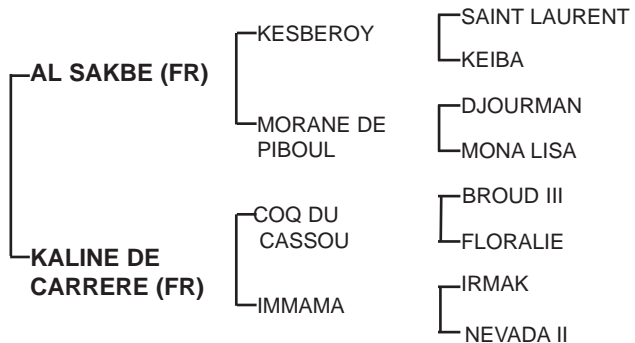 SAINT LAURENT
KESBEROY
KEIBA
AL SAKBE (FR)
DJOURMAN
MORANE DE
PIBOUL
MONA LISA
BROUD III
COQ DU
CASSOU
FLORALIE
KALINE DE
CARRERE (FR)
IRMAK
IMMAMA
NEVADA II